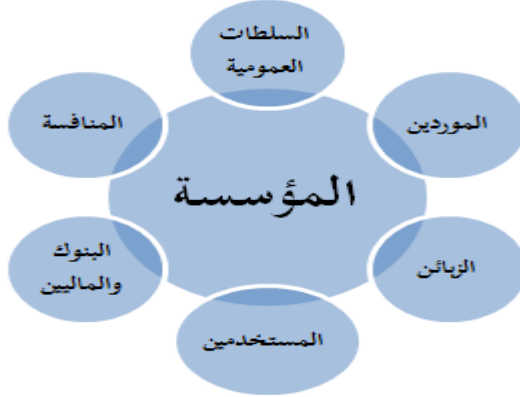 السلطات
العمومية
الموردين
المنافسة
المؤسسة
الزبائن
البنوك
والماليين
المستخدمين